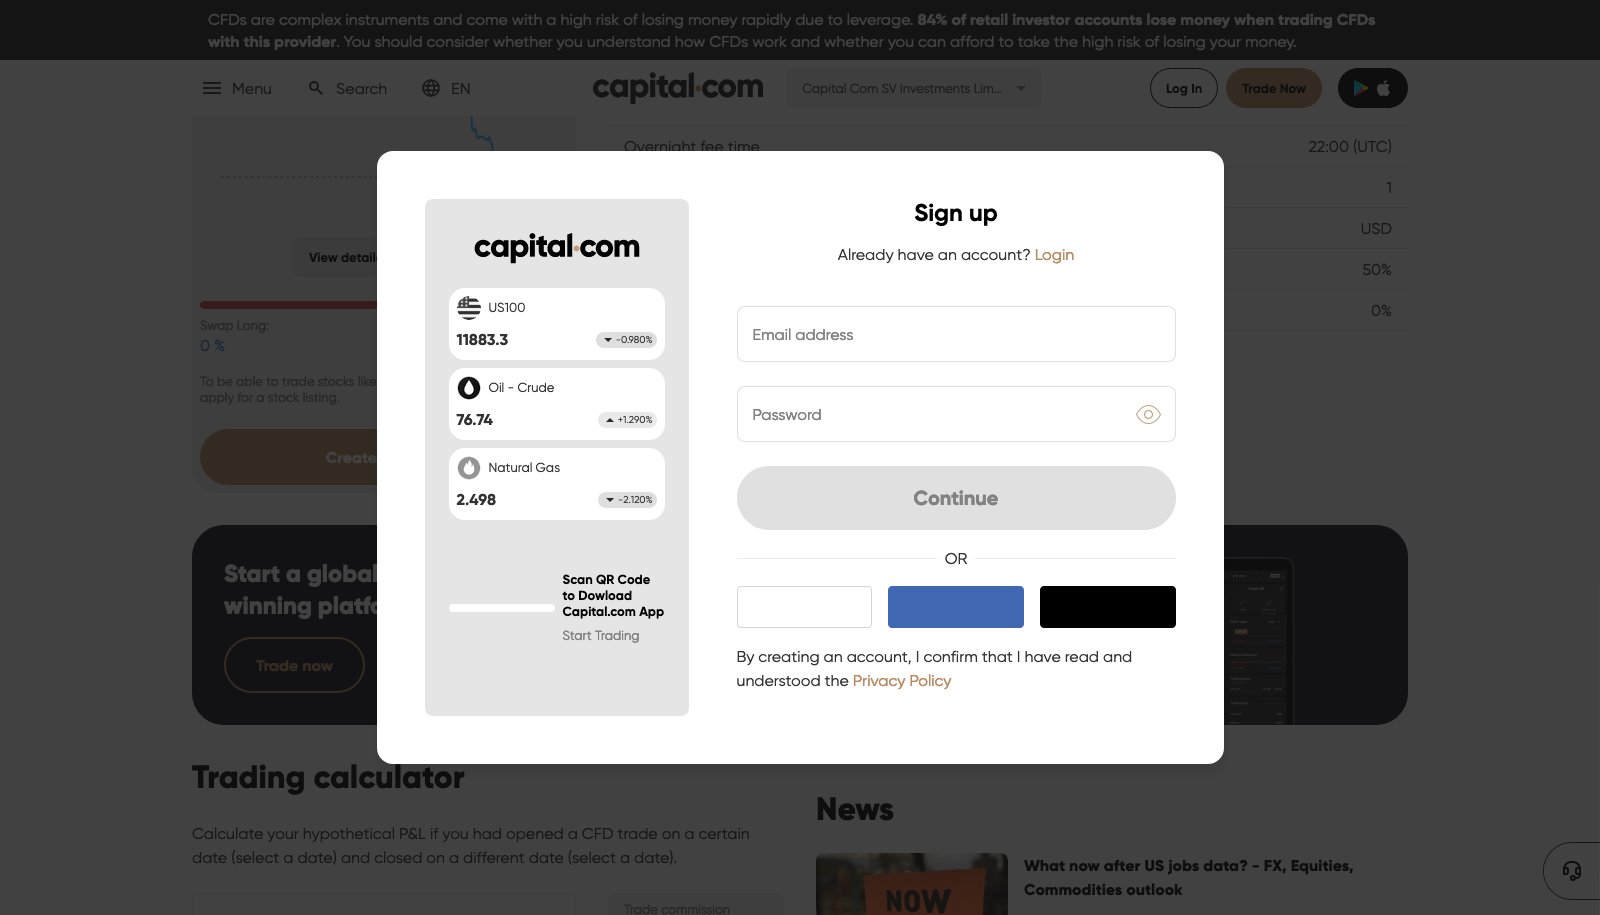 CFDs are complex instruments and come with a high risk of losing money rapidly due to leverage. 84% of retail investor accounts lose money when trading CFDs
with this provider. You should consider whether you understand how CFDs work and whether you can afford to take the high risk of losing your money.
Menu
Search
EN
capital.com
Capital Com SV Investments Lim...
Log In
Trade Now
Overnight fee time
22:00 (UTC)
1
USD
50%
0%
View detail
Swap Long:
0 %
To be able to trade stocks like
apply for a stock listing.
Create
capital.com
US100
11883.3
-0.980%
Oil - Crude
76.74
+1.290%
Natural Gas
2.498
-2.120%
Scan QR Code
to Dowload
Capital.com App
Start Trading
Sign up
Already have an account? Login
Email address
Password
Continue
OR
By creating an account, I confirm that I have read and
understood the Privacy Policy
Start a global
winning platfo
Trade now
Trading calculator
Calculate your hypothetical P&L if you had opened a CFD trade on a certain
date (select a date) and closed on a different date (select a date).
Trade commission
News
NOW
What now after US jobs data? - FX, Equities,
Commodities outlook